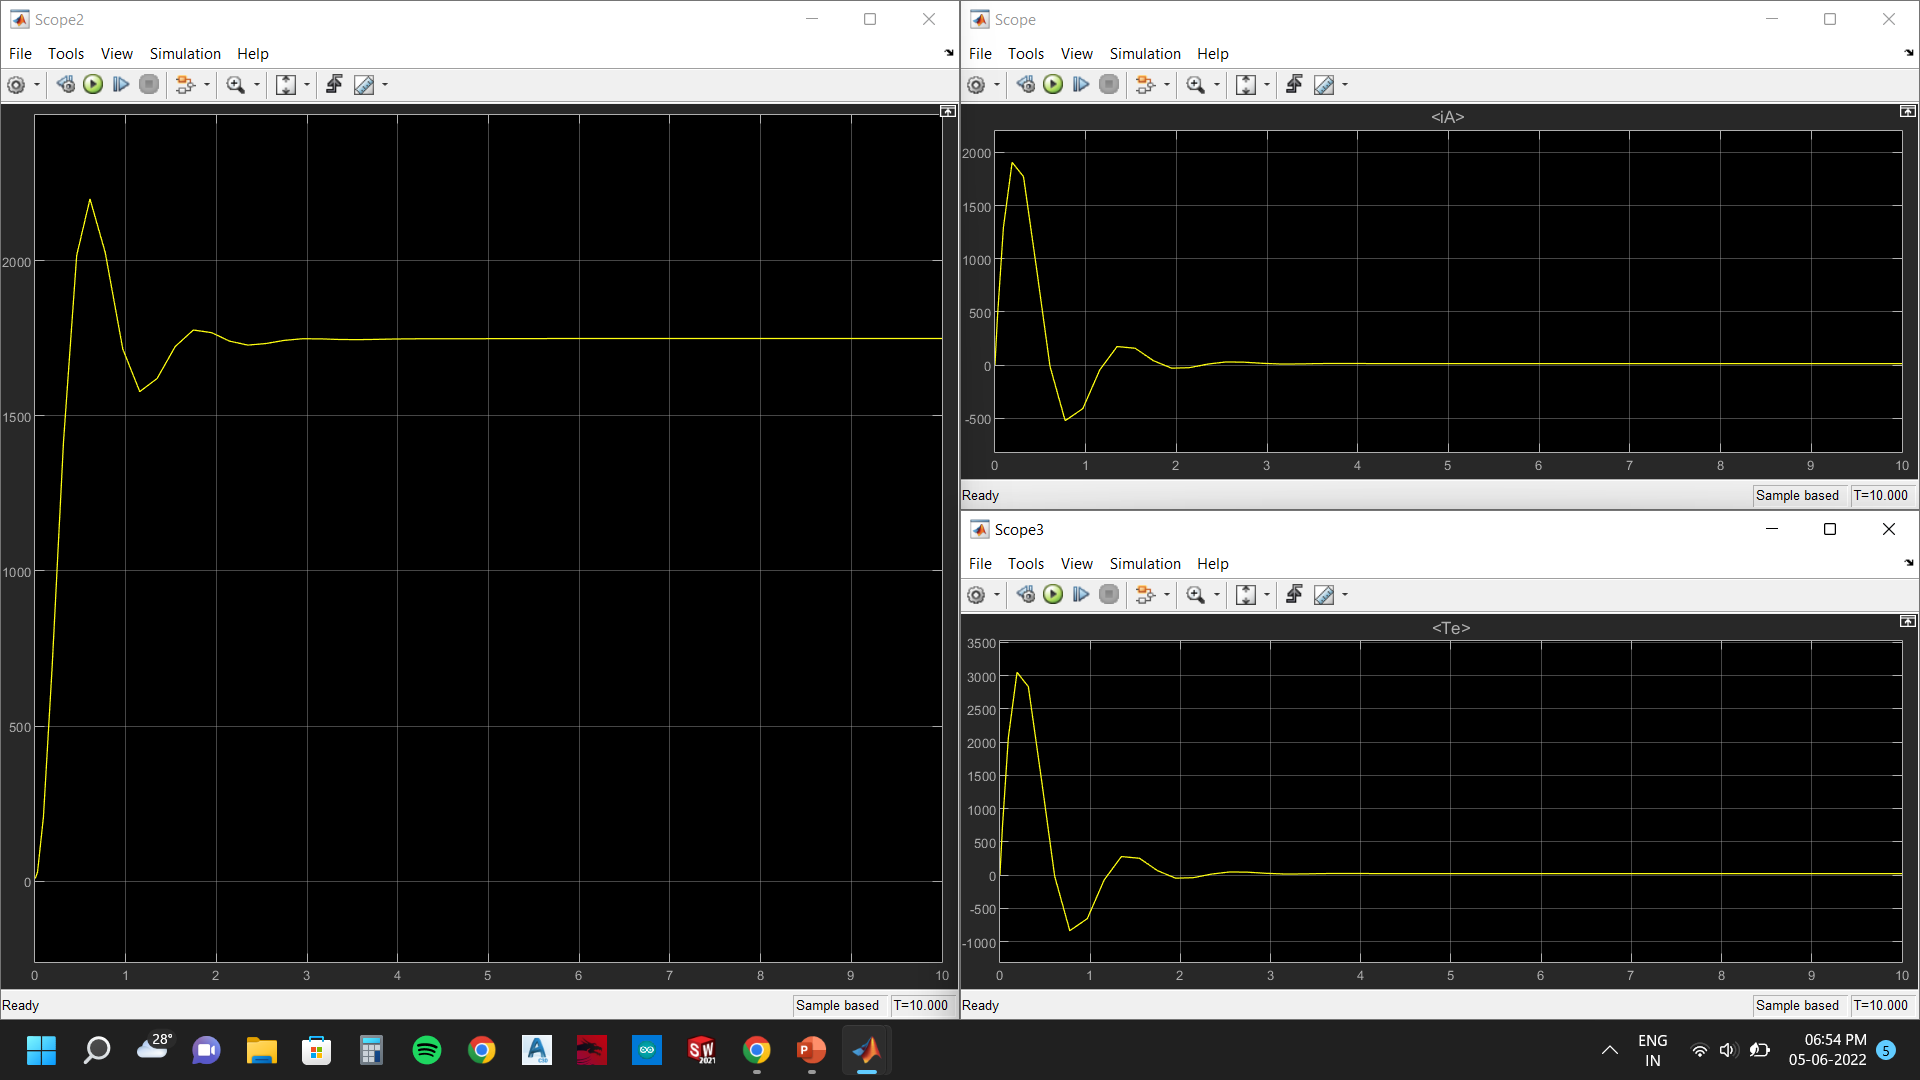 Scope2
File Tools View Simulation Help
2000
1500
1000
500
0
0 1 2 3 4 5 6 7 8 9 10
Ready
Sample based T=10.000
Scope
File Tools View Simulation Help
<iA>
2000
1500
1000
500
0
-500
0 1 2 3 4 5 6 7 8 9 10
Ready
Sample based T=10.000
Scope3
File Tools View Simulation Help
<Te>
3500
3000
2500
2000
1500
1000
500
0
-500
-1000
0 1 2 3 4 5 6 7 8 9 10
Ready
Sample based T=10.000
28°
A
C3D
SW
2021
P
ENG
IN
06:54 PM
05-06-2022
5